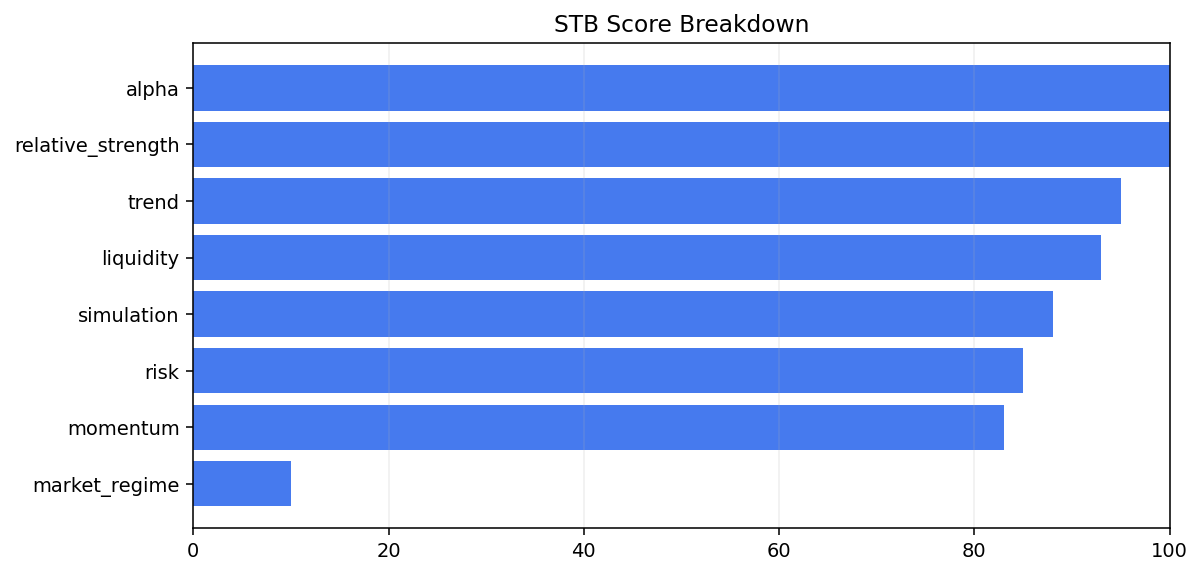 STB Score Breakdown
alpha
relative_strength
trend
liquidity
simulation
risk
momentum
market_regime
0 20 40 60 80 100